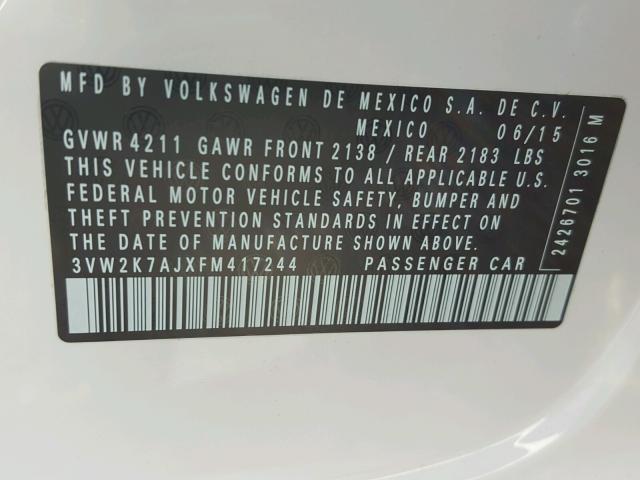 MFD BY VOLKSWAGEN DE MEXICO S.A. DE C.V.
MEXICO 06/15
GVWR 4211 GAWR FRONT 2138 / REAR 2183 LBS
THIS VEHICLE CONFORMS TO ALL APPLICABLE U.S.
FEDERAL MOTOR VEHICLE SAFETY, BUMPER AND
THEFT PREVENTION STANDARDS IN EFFECT ON
THE DATE OF MANUFACTURE SHOWN ABOVE.
3VW2K7AJXFM417244 PASSENGER CAR
2426701 3016 M